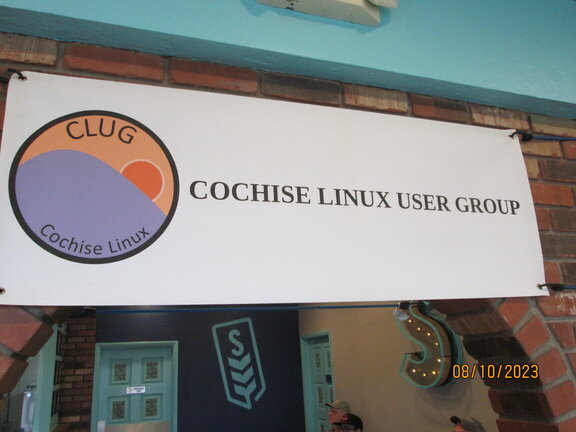 CLUG
Cochise Linux
COCHISE LINUX USER GROUP
S
S
08/10/2023